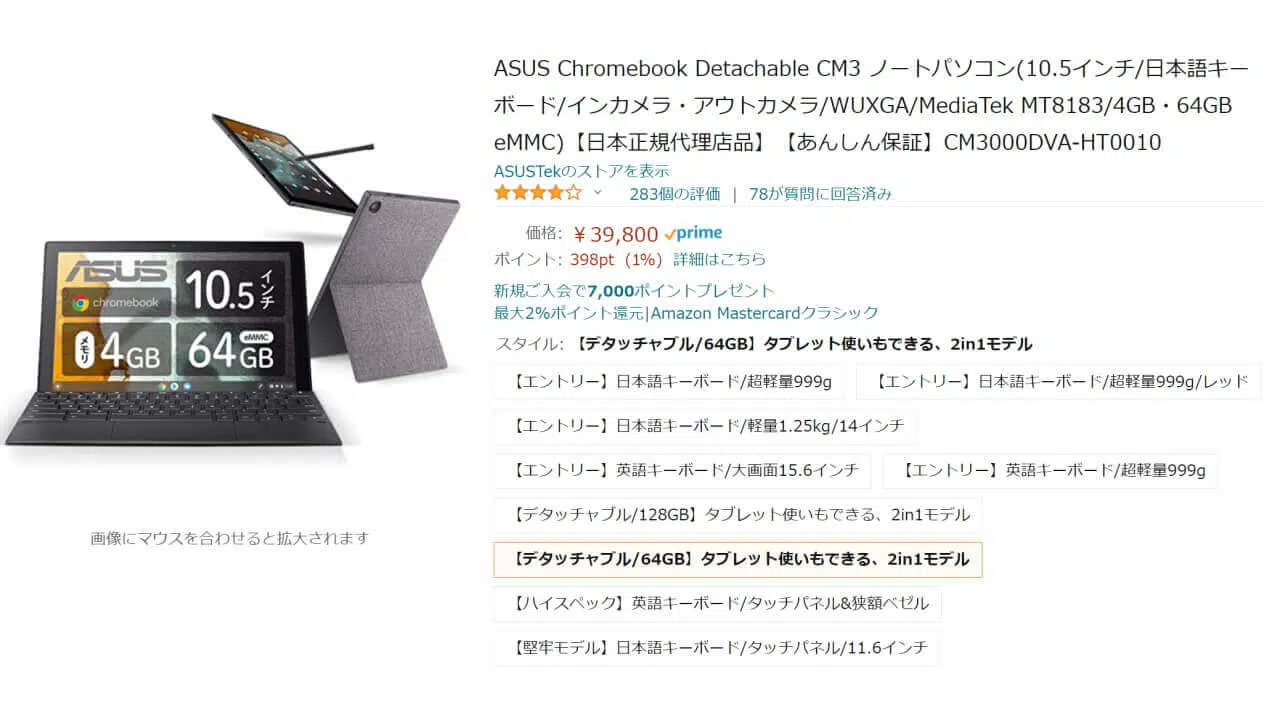 ASUS Chromebook Detachable CM3 ノートパソコン(10.5インチ/日本語キー
ボード/インカメラ・アウトカメラ/WUXGA/MediaTek MT8183/4GB・64GB
eMMC)【日本正規代理店品】【あんしん保証】CM3000DVA-HT0010
ASUSTekのストアを表示
283個の評価 | 78が質問に回答済み
価格: ￥39,800 prime
ポイント: 398pt (1%) 詳細はこちら
新規ご入会で7,000ポイントプレゼント
最大2%ポイント還元|Amazon Mastercardクラシック
スタイル: 【デタッチャブル/64GB】タブレット使いもできる、2in1モデル
【エントリー】日本語キーボード/超軽量999g
【エントリー】日本語キーボード/超軽量999g/レッド
【エントリー】日本語キーボード/軽量1.25kg/14インチ
【エントリー】英語キーボード/大画面15.6インチ
【エントリー】英語キーボード/超軽量999g
【デタッチャブル/128GB】タブレット使いもできる、2in1モデル
【デタッチャブル/64GB】タブレット使いもできる、2in1モデル
【ハイスペック】英語キーボード/タッチパネル&狭額ベゼル
【堅牢モデル】日本語キーボード/タッチパネル/11.6インチ
ASUS
chromebook
10.5インチ
メモリ 4GB
64GB eMMC
画像にマウスを合わせると拡大されます